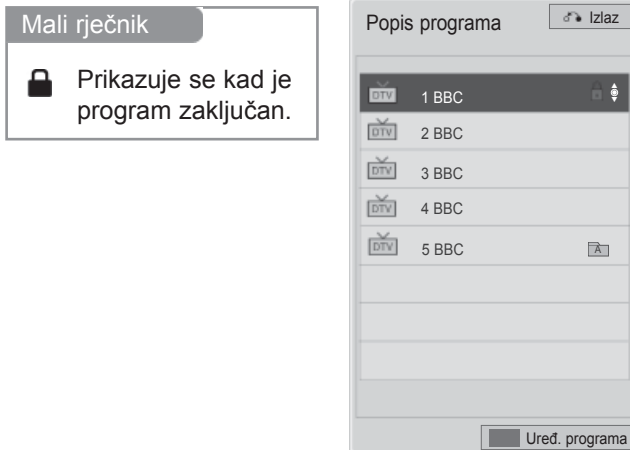 Mali rječnik
Prikazuje se kad je
program zaključan.
Popis programa
Izlaz
DTV 1 BBC
DTV 2 BBC
DTV 3 BBC
DTV 4 BBC
DTV 5 BBC A
Uređ. programa